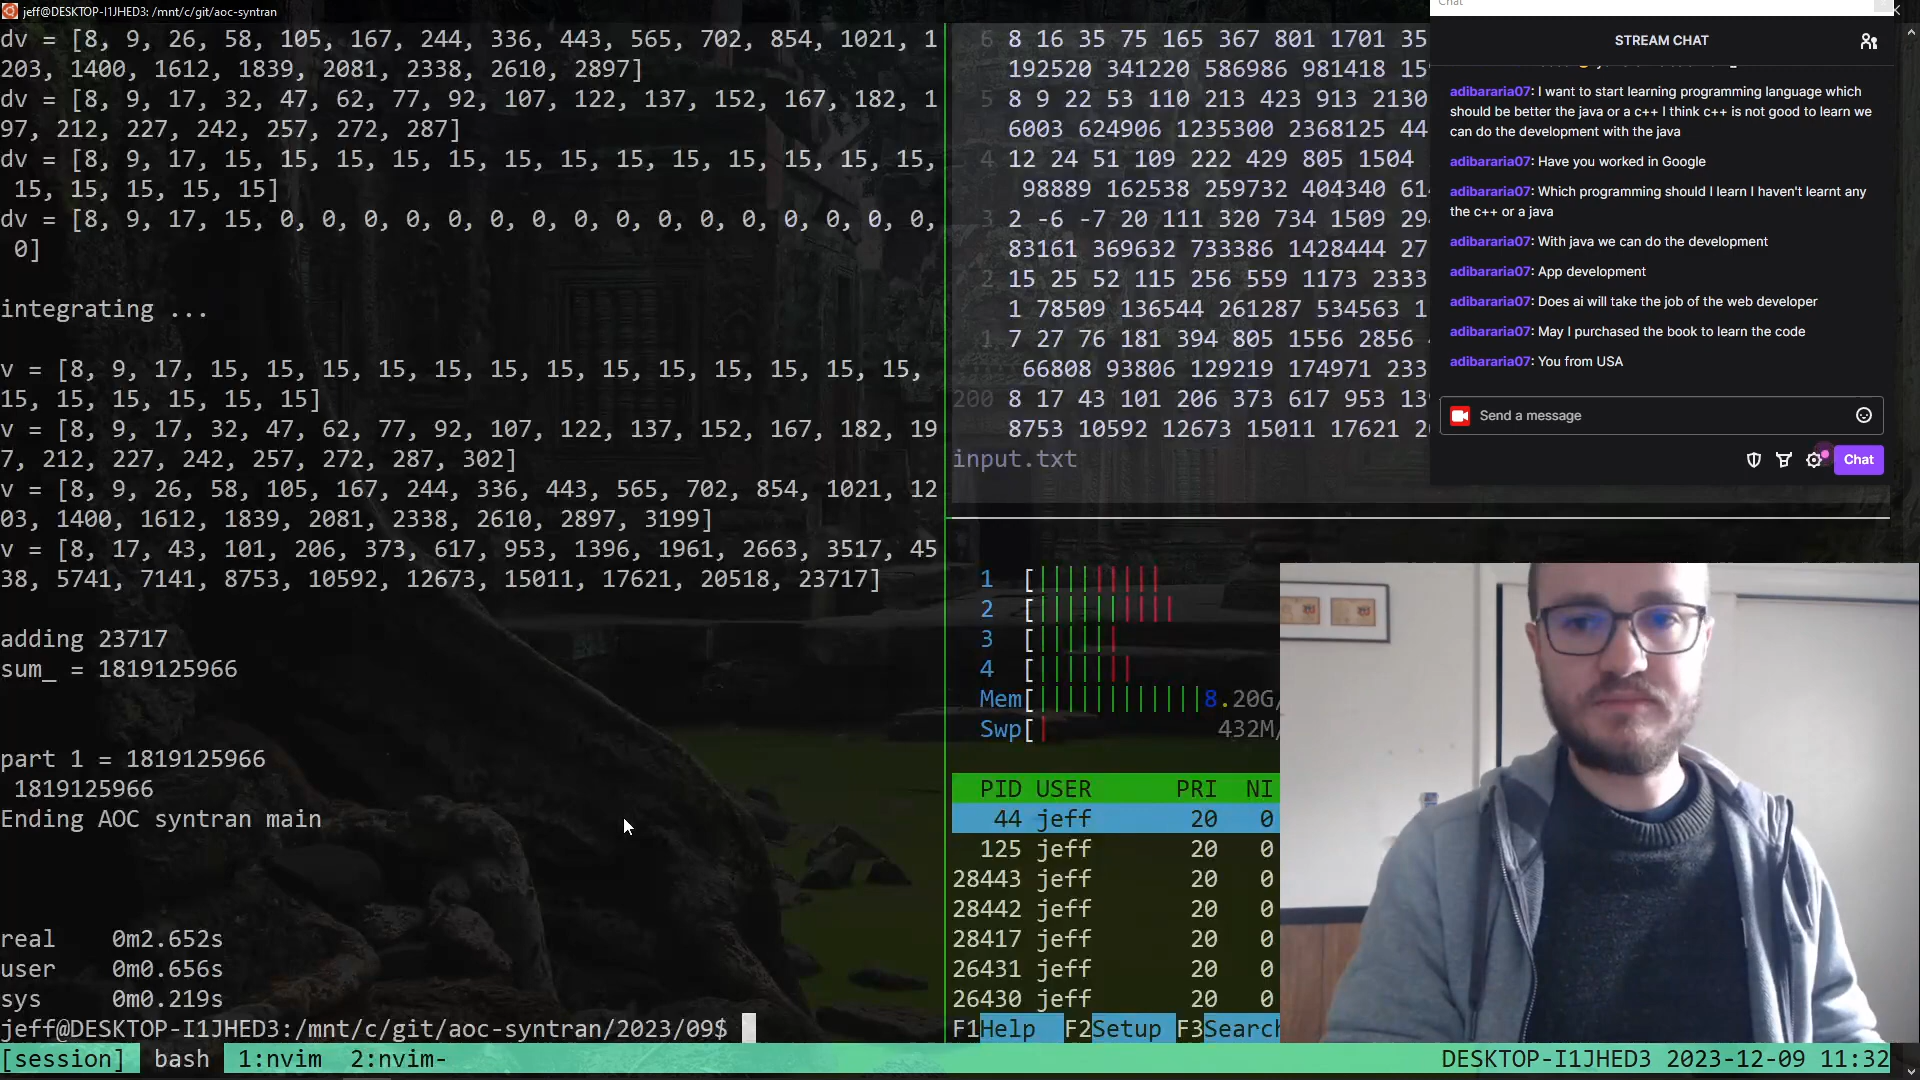 jeff@DESKTOP-I1JHED3: /mnt/c/git/aoc-syntran
dv = [8, 9, 26, 58, 105, 167, 244, 336, 443, 565, 702, 854, 1021, 1
203, 1400, 1612, 1839, 2081, 2338, 2610, 2897]
dv = [8, 9, 17, 32, 47, 62, 77, 92, 107, 122, 137, 152, 167, 182, 1
97, 212, 227, 242, 257, 272, 287]
dv = [8, 9, 17, 15, 15, 15, 15, 15, 15, 15, 15, 15, 15, 15, 15, 15,
15, 15, 15, 15, 15]
dv = [8, 9, 17, 15, 0, 0, 0, 0, 0, 0, 0, 0, 0, 0, 0, 0, 0, 0, 0, 0,
0]
integrating ...
v = [8, 9, 17, 15, 15, 15, 15, 15, 15, 15, 15, 15, 15, 15, 15, 15,
15, 15, 15, 15, 15, 15]
v = [8, 9, 17, 32, 47, 62, 77, 92, 107, 122, 137, 152, 167, 182, 19
7, 212, 227, 242, 257, 272, 287, 302]
v = [8, 9, 26, 58, 105, 167, 244, 336, 443, 565, 702, 854, 1021, 12
03, 1400, 1612, 1839, 2081, 2338, 2610, 2897, 3199]
v = [8, 17, 43, 101, 206, 373, 617, 953, 1396, 1961, 2663, 3517, 45
38, 5741, 7141, 8753, 10592, 12673, 15011, 17621, 20518, 23717]
adding 23717
sum_ = 1819125966
part 1 = 1819125966
1819125966
Ending AOC syntran main
real 0m2.652s
user 0m0.656s
sys 0m0.219s
jeff@DESKTOP-I1JHED3:/mnt/c/git/aoc-syntran/2023/09$
6 8 16 35 75 165 367 801 1701 35
192520 341220 586986 981418 15
5 8 9 22 53 110 213 423 913 2130
6003 624906 1235300 2368125 44
4 12 24 51 109 222 429 805 1504
98889 162538 259732 404340 61
3 2 -6 -7 20 111 320 734 1509 294
83161 369632 733386 1428444 27
2 15 25 52 115 256 559 1173 2333
1 78509 136544 261287 534563 1
1 7 27 76 181 394 805 1556 2856
66808 93806 129219 174971 233
200 8 17 43 101 206 373 617 953 139
8753 10592 12673 15011 17621 2
input.txt
Chat
STREAM CHAT
adibararia07: I want to start learning programming language which
should be better the java or a c++ I think c++ is not good to learn we
can do the development with the java
adibararia07: Have you worked in Google
adibararia07: Which programming should I learn I haven't learnt any
the c++ or a java
adibararia07: With java we can do the development
adibararia07: App development
adibararia07: Does ai will take the job of the web developer
adibararia07: May I purchased the book to learn the code
adibararia07: You from USA
Send a message
Chat
1 [
2 [
3 [
4 [
Mem[ 8.20G/
Swp[ 432M/
PID USER PRI NI
44 jeff 20 0
125 jeff 20 0
28443 jeff 20 0
28442 jeff 20 0
28417 jeff 20 0
26431 jeff 20 0
26430 jeff 20 0
F1Help F2Setup F3Search
[session] bash 1:nvim 2:nvim-
DESKTOP-I1JHED3 2023-12-09 11:32